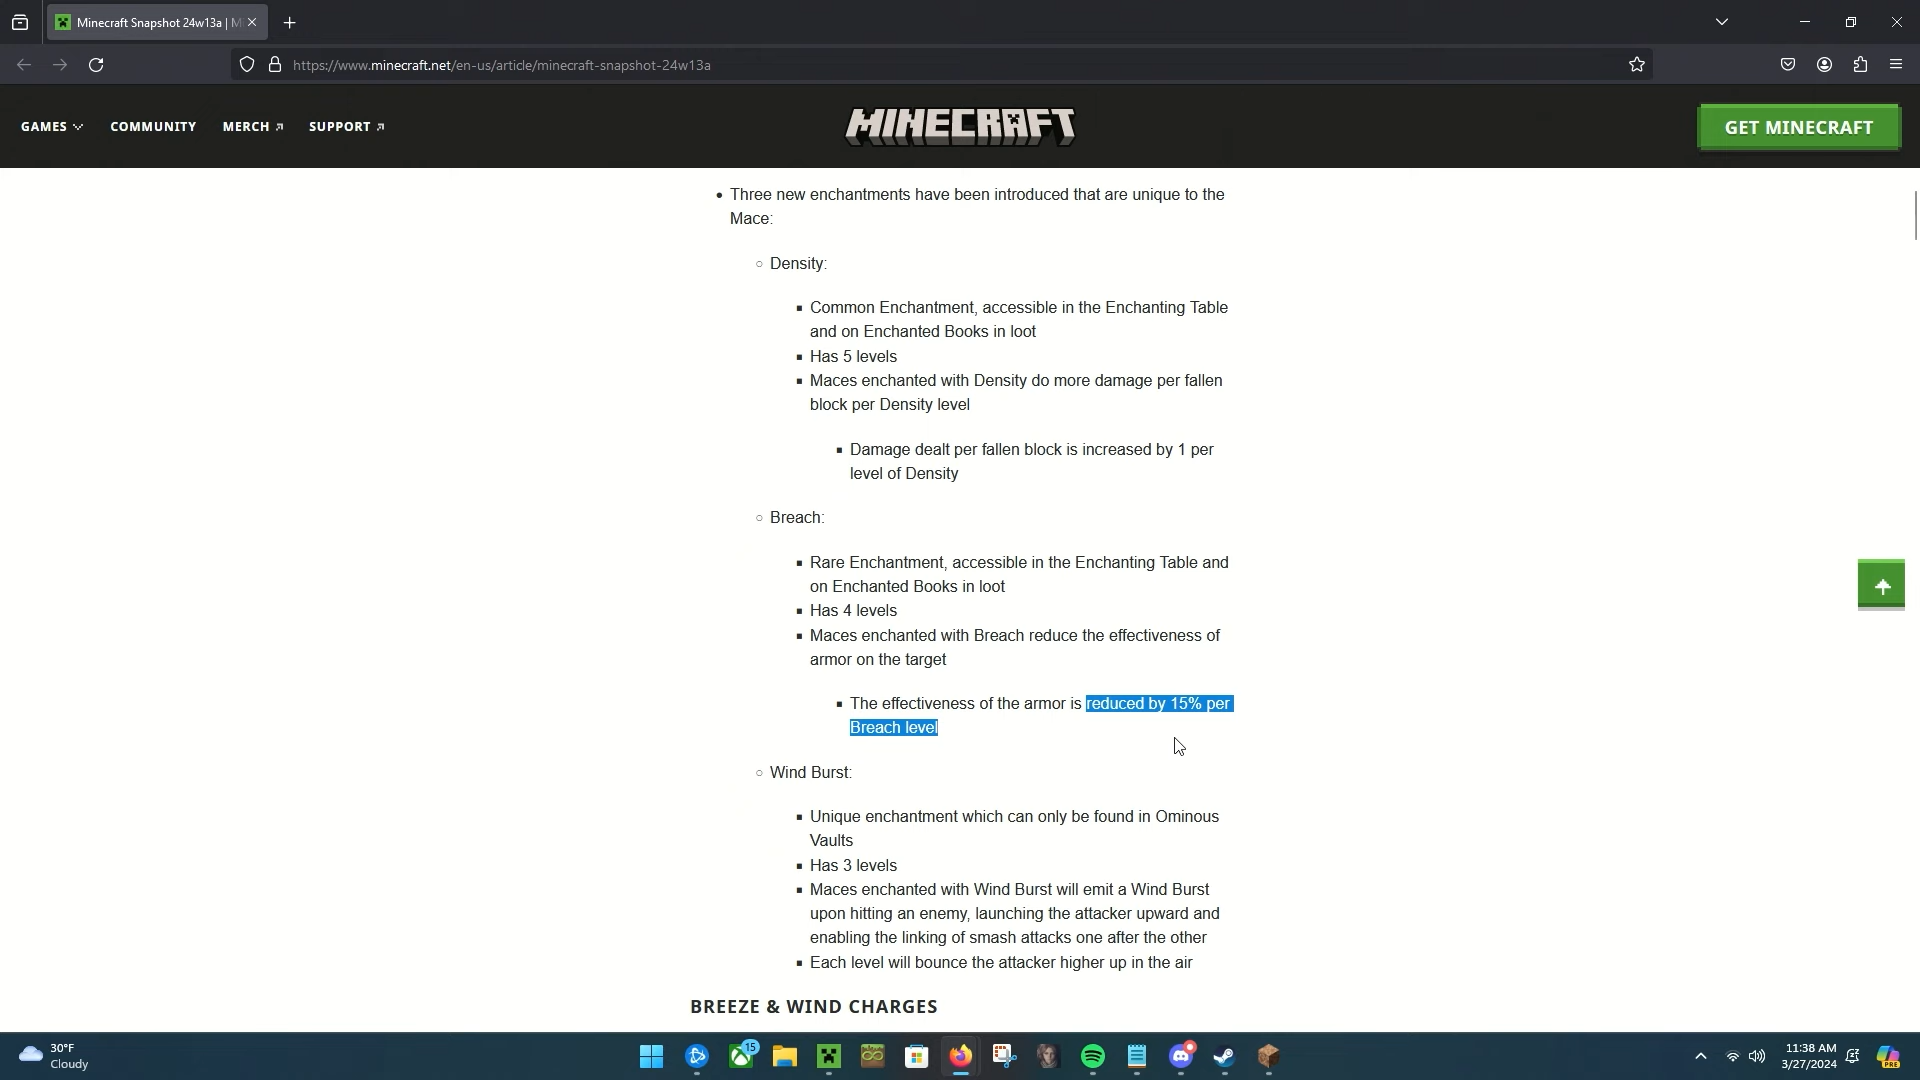 Minecraft Snapshot 24w13a | M
https://www.minecraft.net/en-us/article/minecraft-snapshot-24w13a
GAMES
COMMUNITY
MERCH
SUPPORT
MINECRAFT
GET MINECRAFT
Three new enchantments have been introduced that are unique to the
Mace:
Density:
Common Enchantment, accessible in the Enchanting Table
and on Enchanted Books in loot
Has 5 levels
Maces enchanted with Density do more damage per fallen
block per Density level
Damage dealt per fallen block is increased by 1 per
level of Density
Breach:
Rare Enchantment, accessible in the Enchanting Table and
on Enchanted Books in loot
Has 4 levels
Maces enchanted with Breach reduce the effectiveness of
armor on the target
The effectiveness of the armor is reduced by 15% per
Breach level
Wind Burst:
Unique enchantment which can only be found in Ominous
Vaults
Has 3 levels
Maces enchanted with Wind Burst will emit a Wind Burst
upon hitting an enemy, launching the attacker upward and
enabling the linking of smash attacks one after the other
Each level will bounce the attacker higher up in the air
BREEZE & WIND CHARGES
30°F
Cloudy
15
11:38 AM
3/27/2024
PRE